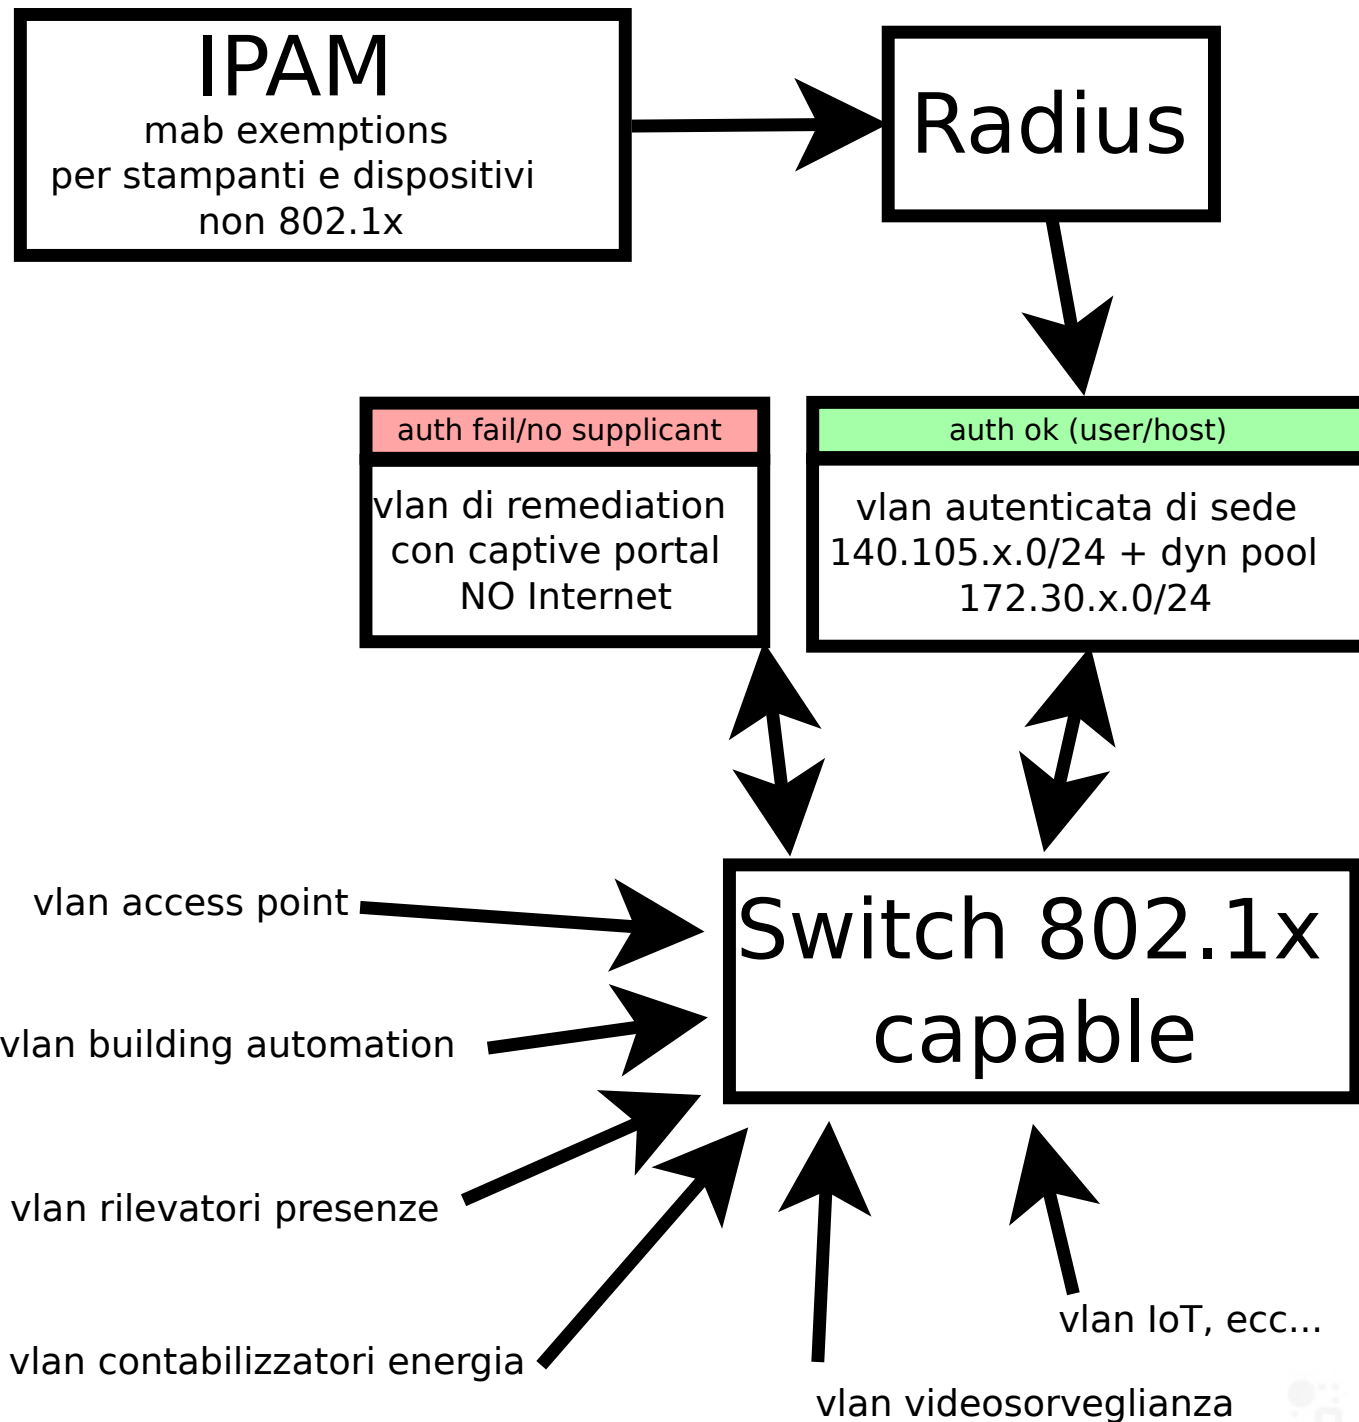 IPAM
mab exemptions
per stampanti e dispositivi
non 802.1x
Radius
auth fail/no supplicant
vlan di remediation
con captive portal
NO Internet
auth ok (user/host)
vlan autenticata di sede
140.105.x.0/24 + dyn pool
172.30.x.0/24
Switch 802.1x
capable
vlan access point
vlan building automation
vlan rilevatori presenze
vlan contabilizzatori energia
vlan IoT, ecc...
vlan videosorveglianza